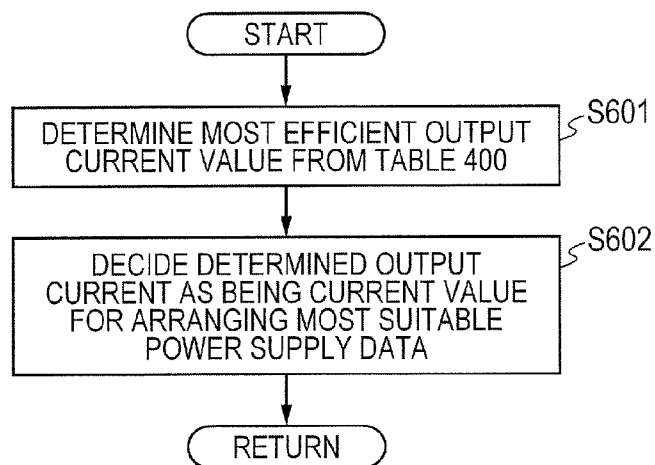 START
DETERMINE MOST EFFICIENT OUTPUT
CURRENT VALUE FROM TABLE 400
S601
DECIDE DETERMINED OUTPUT
CURRENT AS BEING CURRENT VALUE
FOR ARRANGING MOST SUITABLE
POWER SUPPLY DATA
S602
RETURN